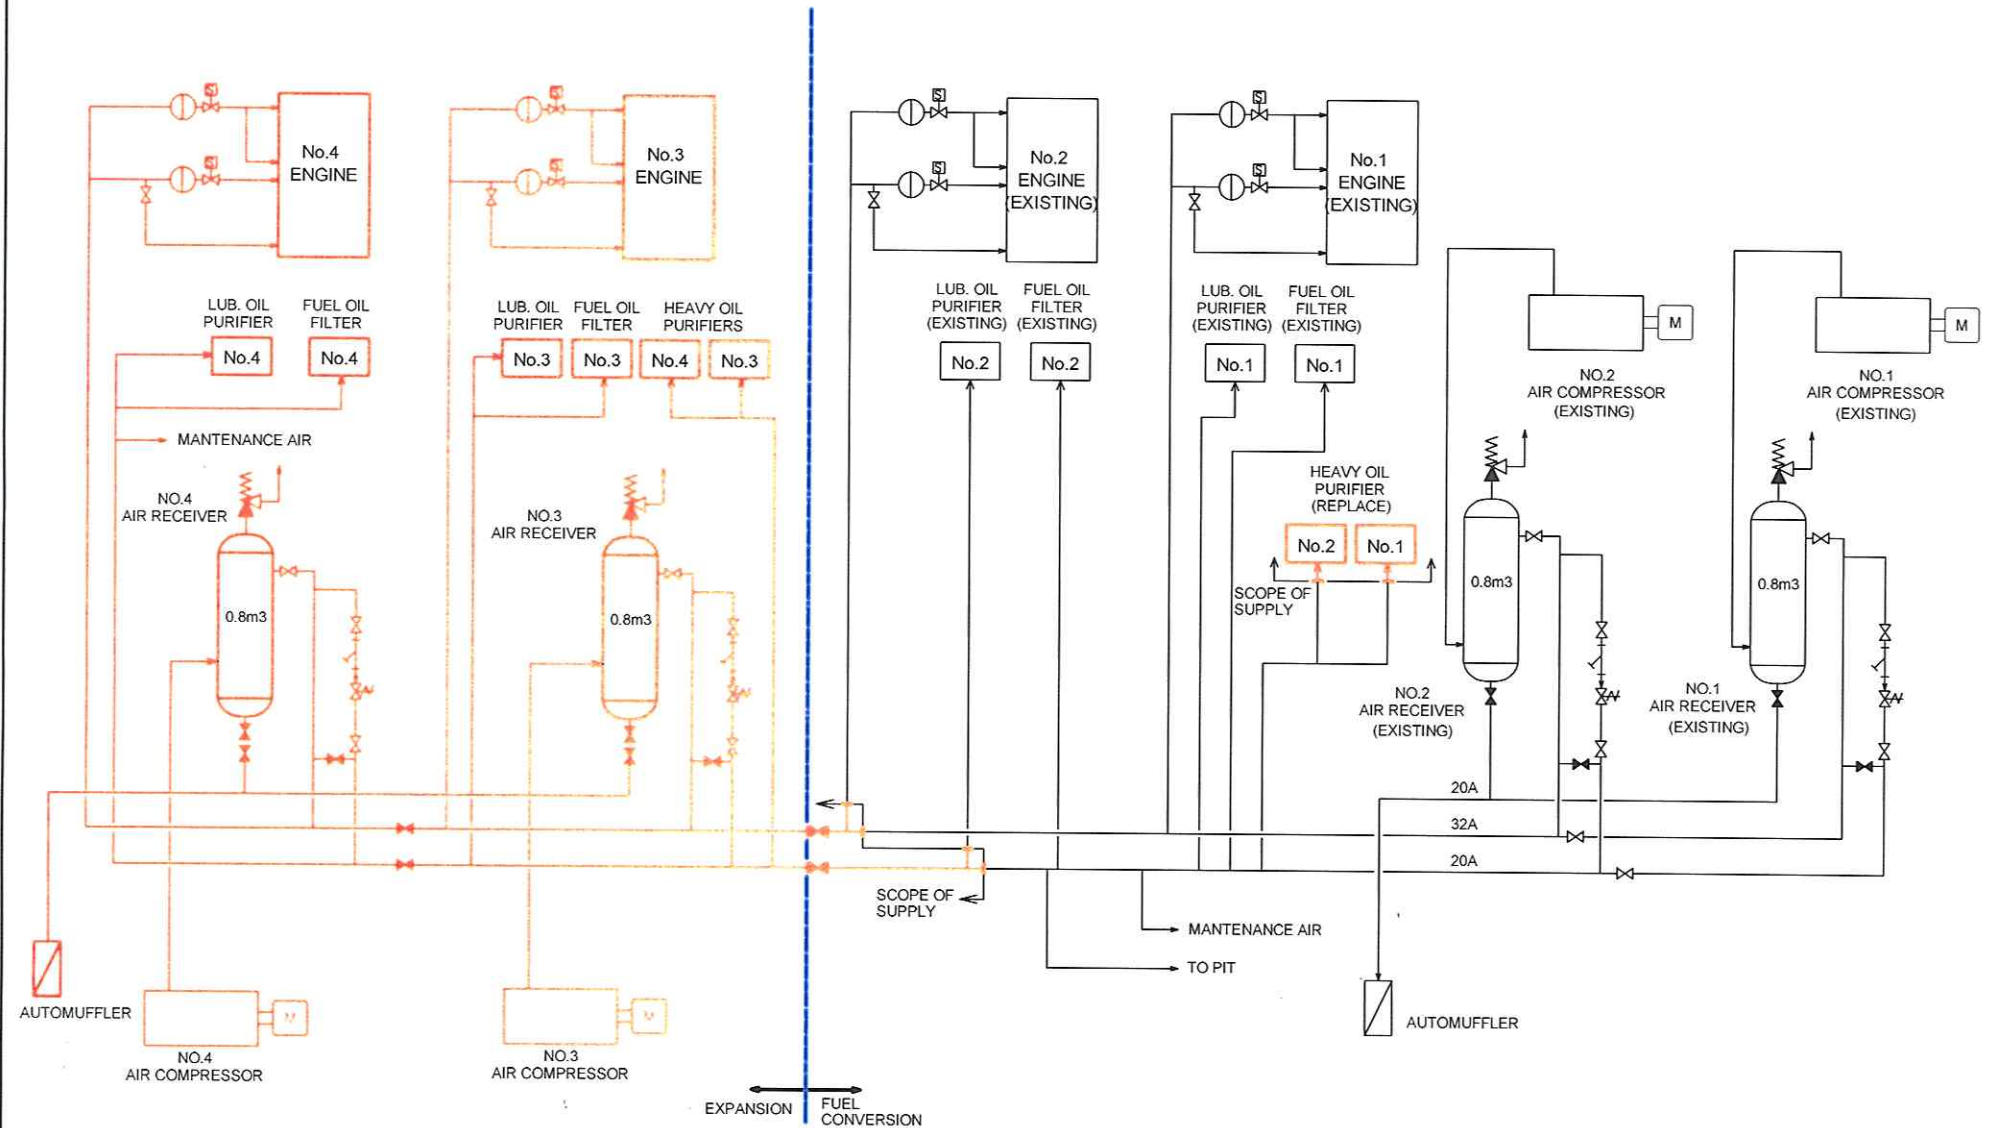 S
S
S
S
S
S
S
S
No.4
ENGINE
No.3
ENGINE
No.2
ENGINE
(EXISTING)
No.1
ENGINE
(EXISTING)
LUB. OIL
PURIFIER
FUEL OIL
FILTER
LUB. OIL
PURIFIER
FUEL OIL
FILTER
HEAVY OIL
PURIFIERS
LUB. OIL
PURIFIER
(EXISTING)
FUEL OIL
FILTER
(EXISTING)
LUB. OIL
PURIFIER
(EXISTING)
FUEL OIL
FILTER
(EXISTING)
M
M
No.4
No.4
No.3
No.3
No.4
No.3
No.2
No.2
No.1
No.1
NO.2
AIR COMPRESSOR
(EXISTING)
NO.1
AIR COMPRESSOR
(EXISTING)
MANTENANCE AIR
NO.4
AIR RECEIVER
NO.3
AIR RECEIVER
HEAVY OIL
PURIFIER
(REPLACE)
No.2
No.1
SCOPE OF
SUPPLY
0.8m3
0.8m3
0.8m3
0.8m3
NO.2
AIR RECEIVER
(EXISTING)
NO.1
AIR RECEIVER
(EXISTING)
20A
32A
20A
SCOPE OF
SUPPLY
MANTENANCE AIR
TO PIT
AUTOMUFFLER
M
M
AUTOMUFFLER
NO.4
AIR COMPRESSOR
NO.3
AIR COMPRESSOR
EXPANSION
FUEL
CONVERSION